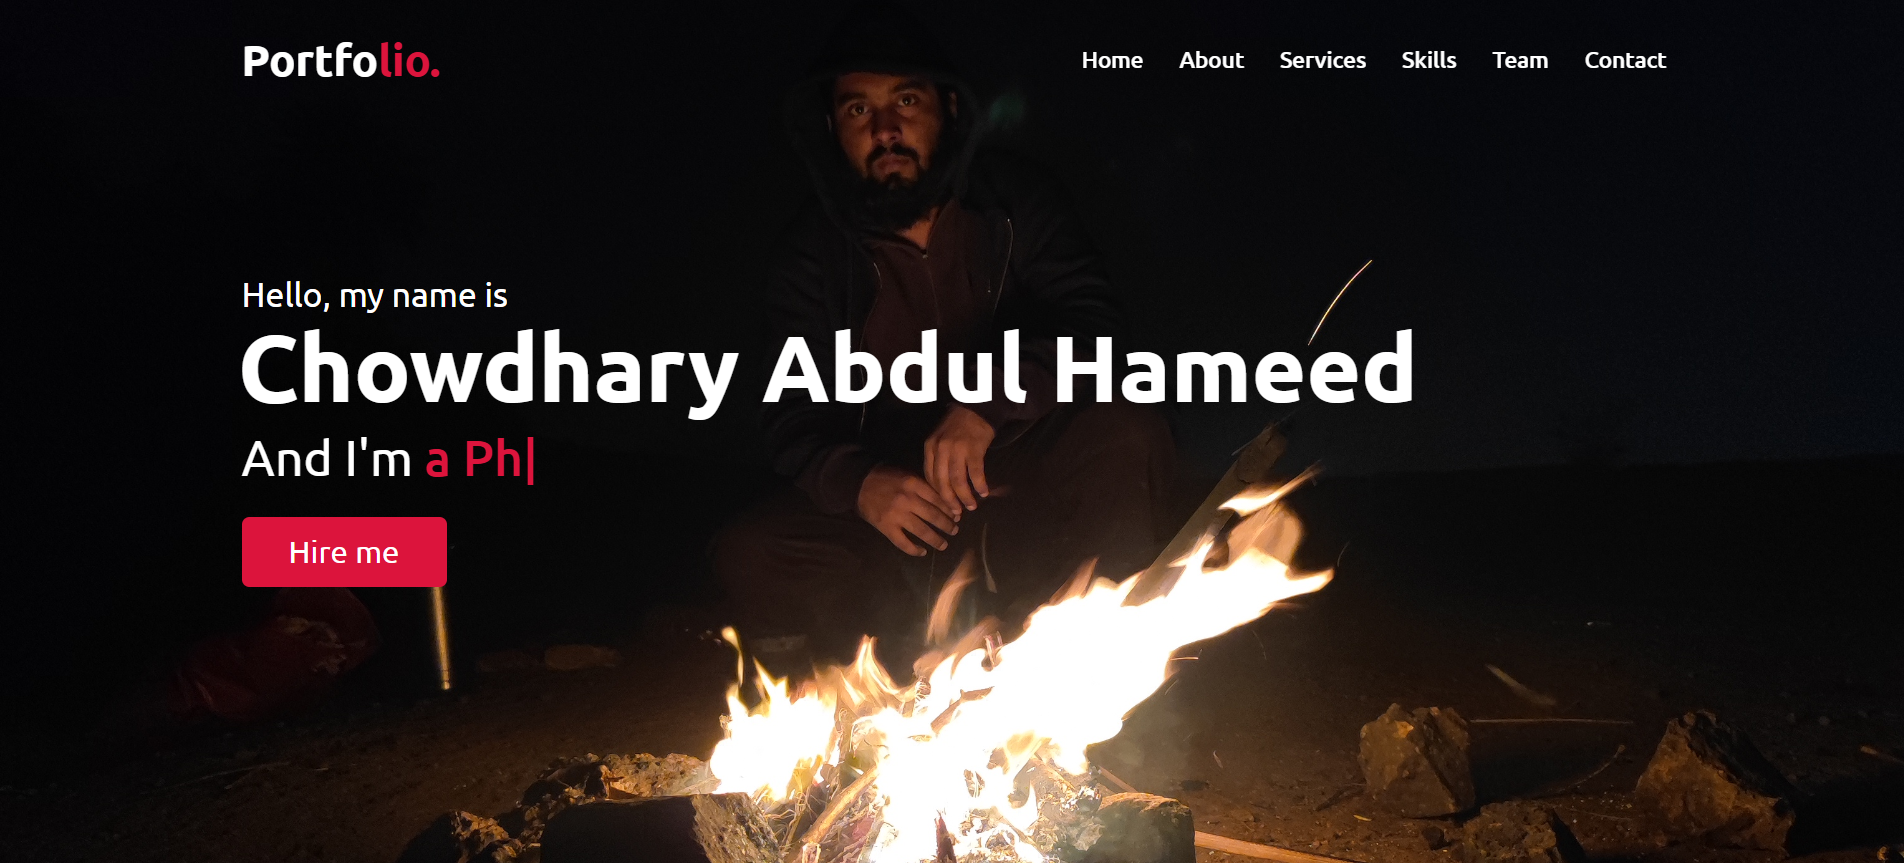 Portfolio.
Home About Services Skills Team Contact
Hello, my name is
Chowdhary Abdul Hameed
And I'm a Ph|
Hire me